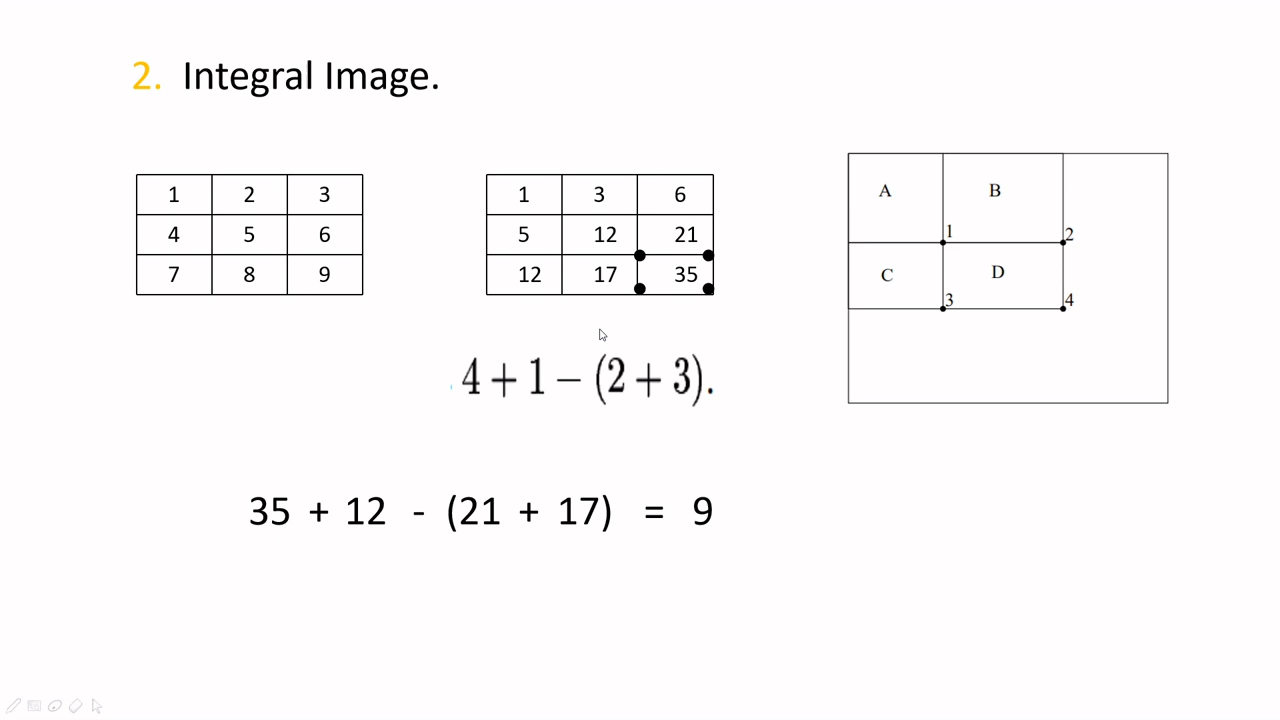 2. Integral Image.
1 2 3
4 5 6
7 8 9
1 3 6
5 12 21
12 17 35
A B
1 2
C D
3 4
4 + 1 − (2 + 3).
35 + 12 - (21 + 17) = 9